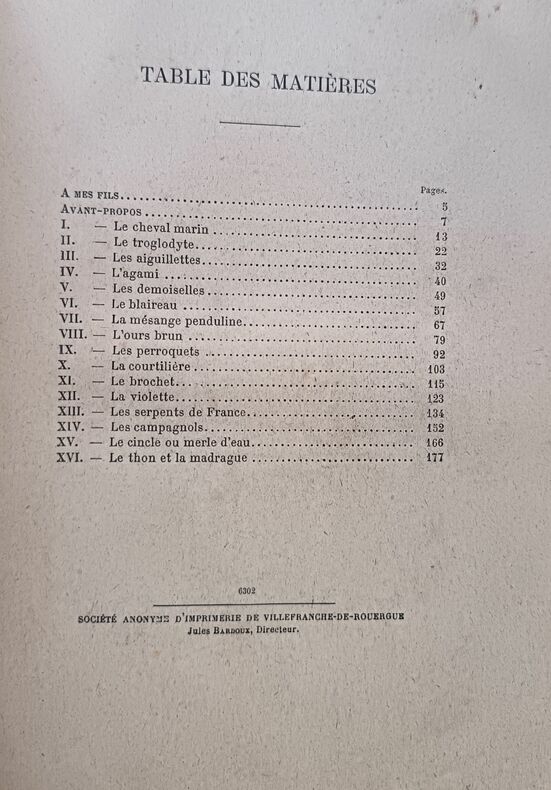 TABLE DES MATIÈRES
Pages.
A MES FILS........ 5
AVANT-PROPOS........ 7
I. — Le cheval marin........ 13
II. — Le troglodyte........ 22
III. — Les aiguillettes........ 32
IV. — L'agami........ 40
V. — Les demoiselles........ 49
VI. — Le blaireau........ 57
VII. — La mésange penduline........ 67
VIII. — L'ours brun........ 79
IX. — Les perroquets........ 92
X. — La courtilière........ 103
XI. — Le brochet........ 115
XII. — La violette........ 123
XIII. — Les serpents de France........ 134
XIV. — Les campagnols........ 152
XV. — Le cincle ou merle d'eau........ 166
XVI. — Le thon et la madrague........ 177
6302
SOCIÉTÉ ANONYME D'IMPRIMERIE DE VILLEFRANCHE-DE-ROUERGUE
Jules BARDOUX, Directeur.